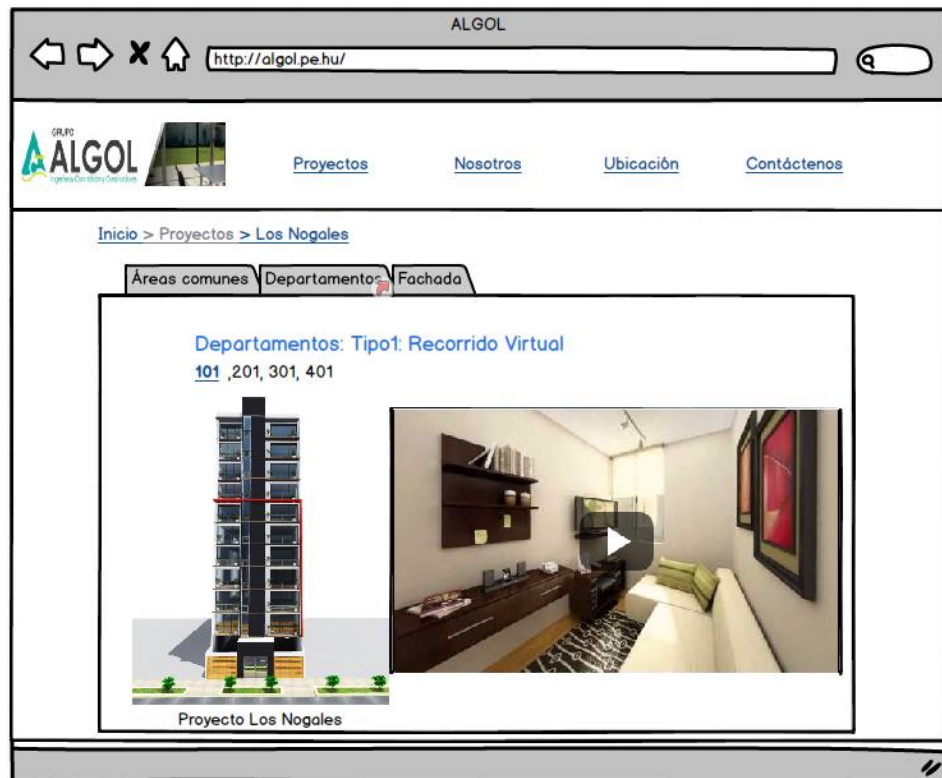 ALGOL
http://algol.pe.hu/
GRUPO
ALGOL
Proyectos Nosotros Ubicación Contáctenos
Inicio > Proyectos > Los Nogales
Áreas comunes Departamentos Fachada
Departamentos: Tipo1: Recorrido Virtual
101 ,201, 301, 401
Proyecto Los Nogales